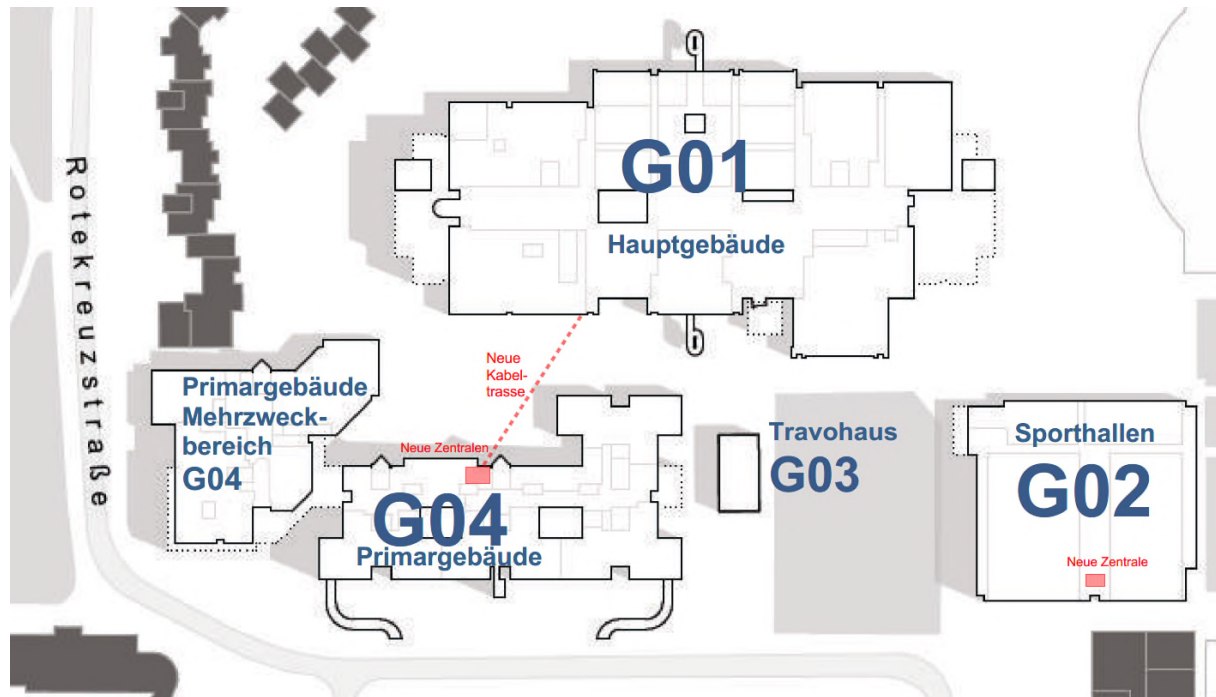 G01
Hauptgebäude
Rotekreuzstraße
Neue
Kabel-
trasse
Primargebäude
Mehrzweck-
bereich
G04
Neue Zentralen
G04
Primargebäude
Travohaus
G03
Sporthallen
G02
Neue Zentrale